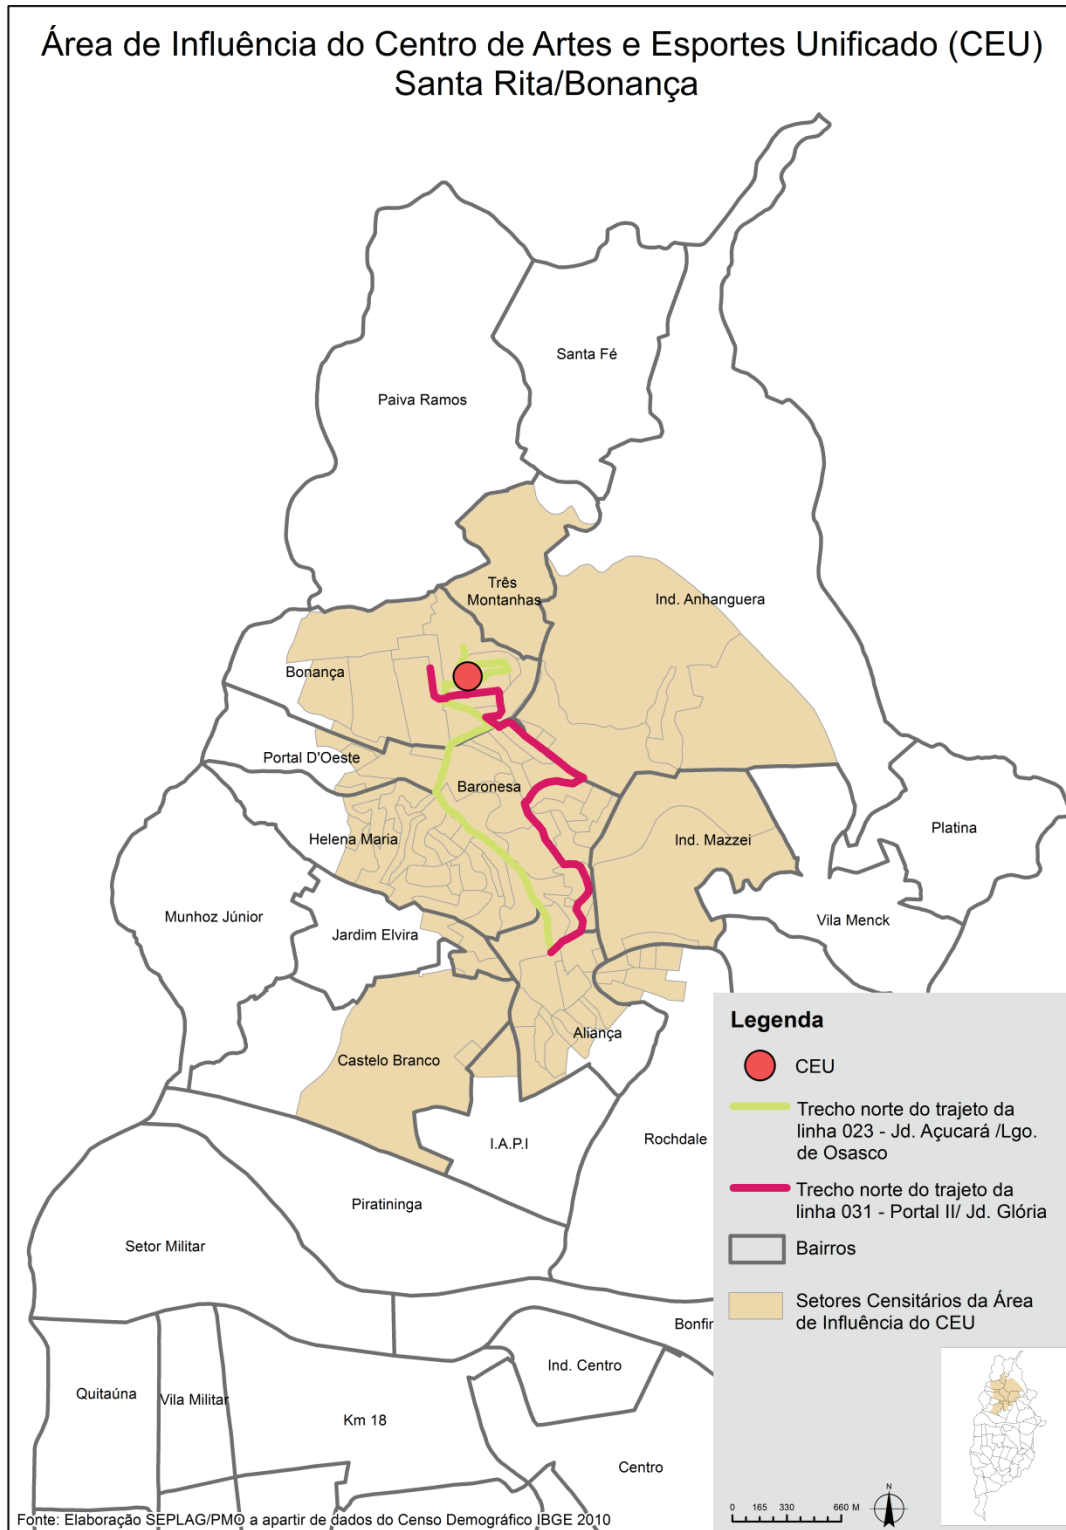 Área de Influência do Centro de Artes e Esportes Unificado (CEU)
Santa Rita/Bonança
Santa Fé
Paiva Ramos
Três
Montanhas
Ind. Anhanguera
Bonança
Portal D'Oeste
Baronesa
Helena Maria
Ind. Mazzei
Platina
Munhoz Júnior
Jardim Elvira
Vila Menck
Aliança
Castelo Branco
I.A.P.I
Rochdale
Piratininga
Setor Militar
Bonfim
Ind. Centro
Quitaúna
Vila Militar
Km 18
Centro
Legenda
CEU
Trecho norte do trajeto da
linha 023 - Jd. Açucará /Lgo.
de Osasco
Trecho norte do trajeto da
linha 031 - Portal II/ Jd. Glória
Bairros
Setores Censitários da Área
de Influência do CEU
N
0 165 330 660 M
Fonte: Elaboração SEPLAG/PMO a apartir de dados do Censo Demográfico IBGE 2010